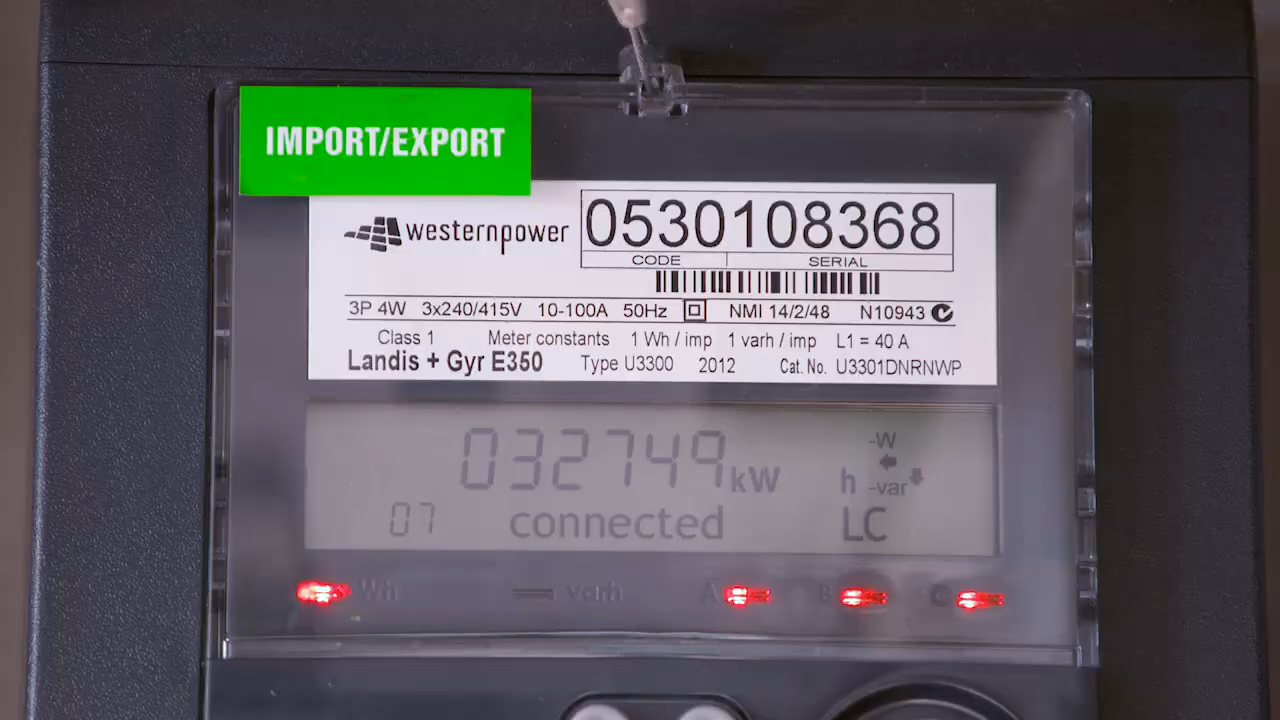 IMPORT/EXPORT
westernpower
0530108368
CODE SERIAL
3P 4W 3x240/415V 10-100A 50Hz NMI 14/2/48 N10943
Class 1 Meter constants 1 Wh / imp 1 varh / imp L1 = 40 A
Landis + Gyr E350 Type U3300 2012 Cat. No. U3301DNRNWP
032749 kW h -W
-var
07 connected LC
Wh varh A B C